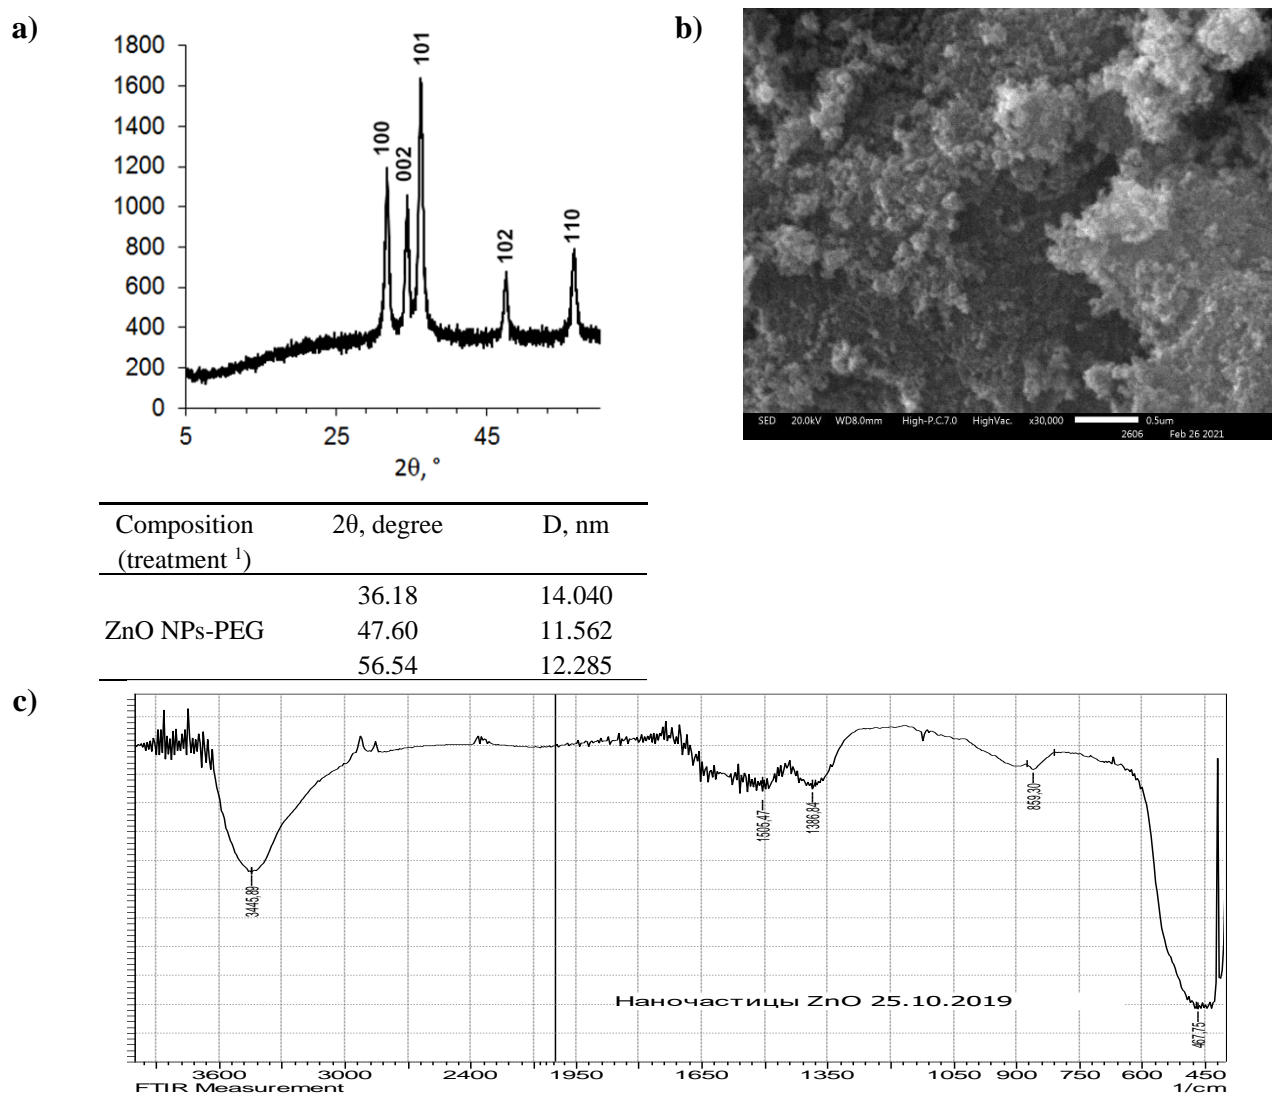 a)
1800
1600
1400
1200
1000
800
600
400
200
0
100
002
101
102
110
5 25 45
2θ, °
b)
SED 20.0kV WD8.0mm High-P.C.7.0 HighVac. x30,000 0.5um
2606 Feb 26 2021
Composition (treatment ¹) 2θ, degree D, nm
ZnO NPs-PEG
36.18 14.040
47.60 11.562
56.54 12.285
c)
3445,89
1505,47
1386,84
859,30
467,75
Наночастицы ZnO 25.10.2019
3600 3000 2400 1950 1650 1350 1050 900 750 600 450
FTIR Measurement 1/cm